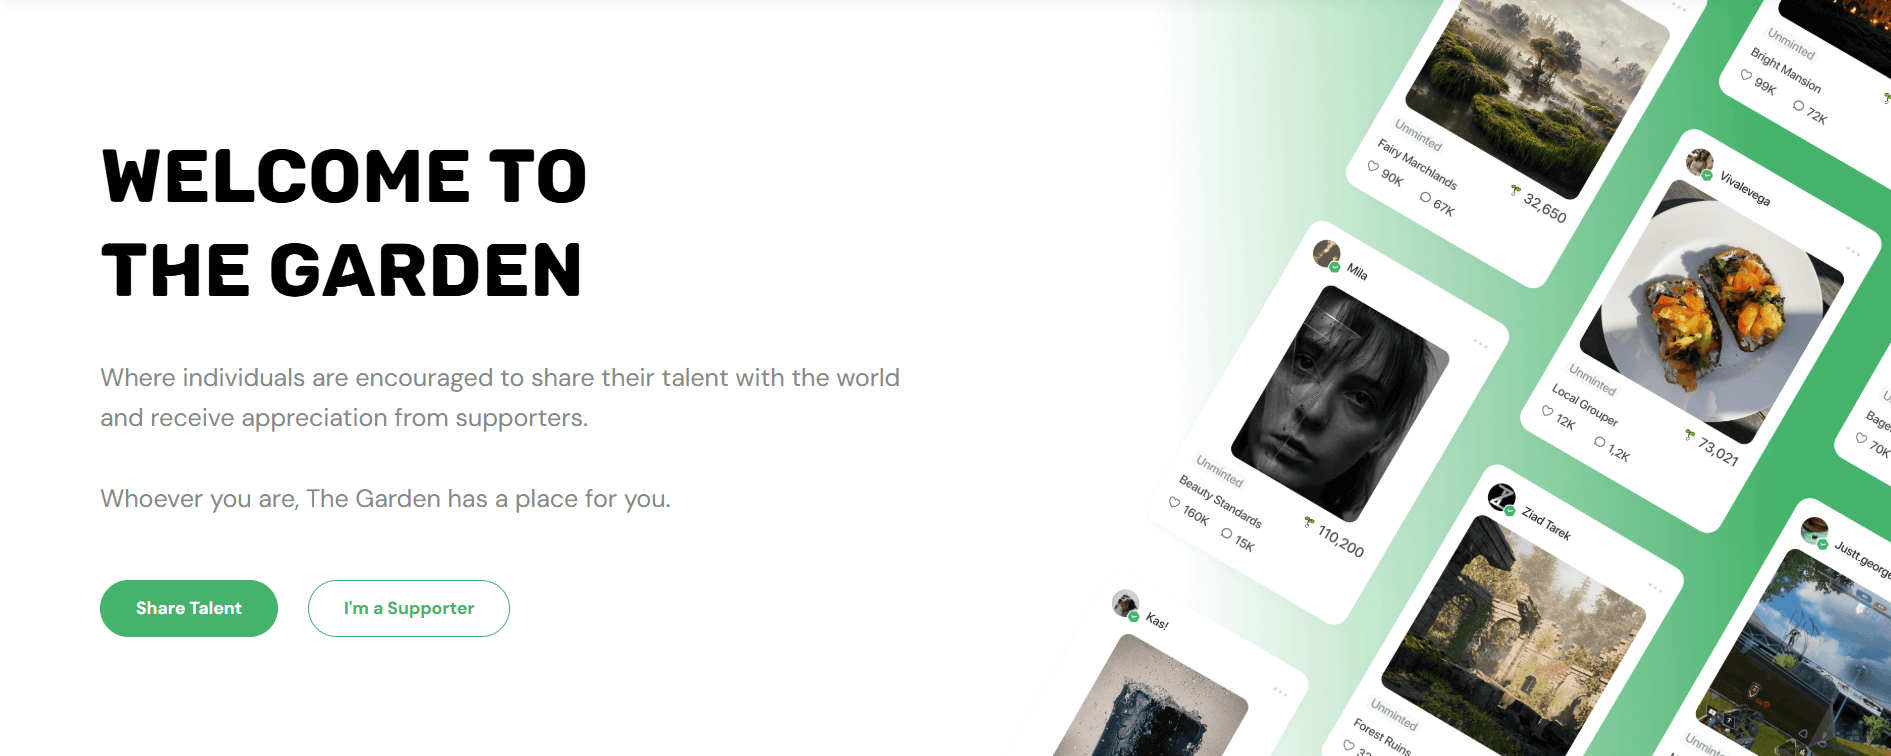 WELCOME TO
THE GARDEN
Where individuals are encouraged to share their talent with the world
and receive appreciation from supporters.
Whoever you are, The Garden has a place for you.
Share Talent
I'm a Supporter
Unminted
Fairy Marchlands
90K
67K
32,650
Unminted
Bright Mansion
99K
72K
Mila
Unminted
Beauty Standards
160K
15K
110,200
Vivalevega
Unminted
Local Grouper
12K
1,2K
73,021
70K
Kas!
Ziad Tarek
Unminted
Forest Ruins
Justt.george
Unminted